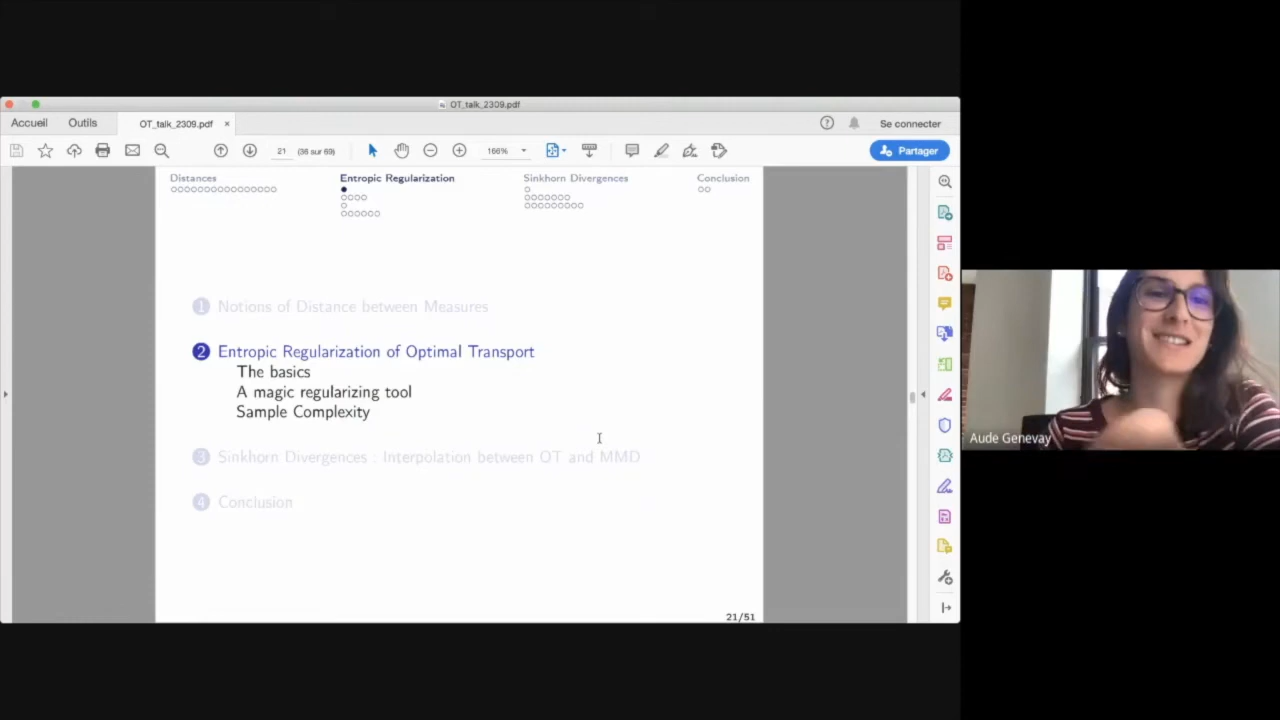 OT_talk_2309.pdf
Accueil
Outils
OT_talk_2309.pdf ×
Se connecter
21 (36 sur 69)
166%
Partager
Distances
Entropic Regularization
Sinkhorn Divergences
Conclusion
1 Notions of Distance between Measures
2 Entropic Regularization of Optimal Transport
The basics
A magic regularizing tool
Sample Complexity
3 Sinkhorn Divergences : Interpolation between OT and MMD
4 Conclusion
21/51
Aude Genevay